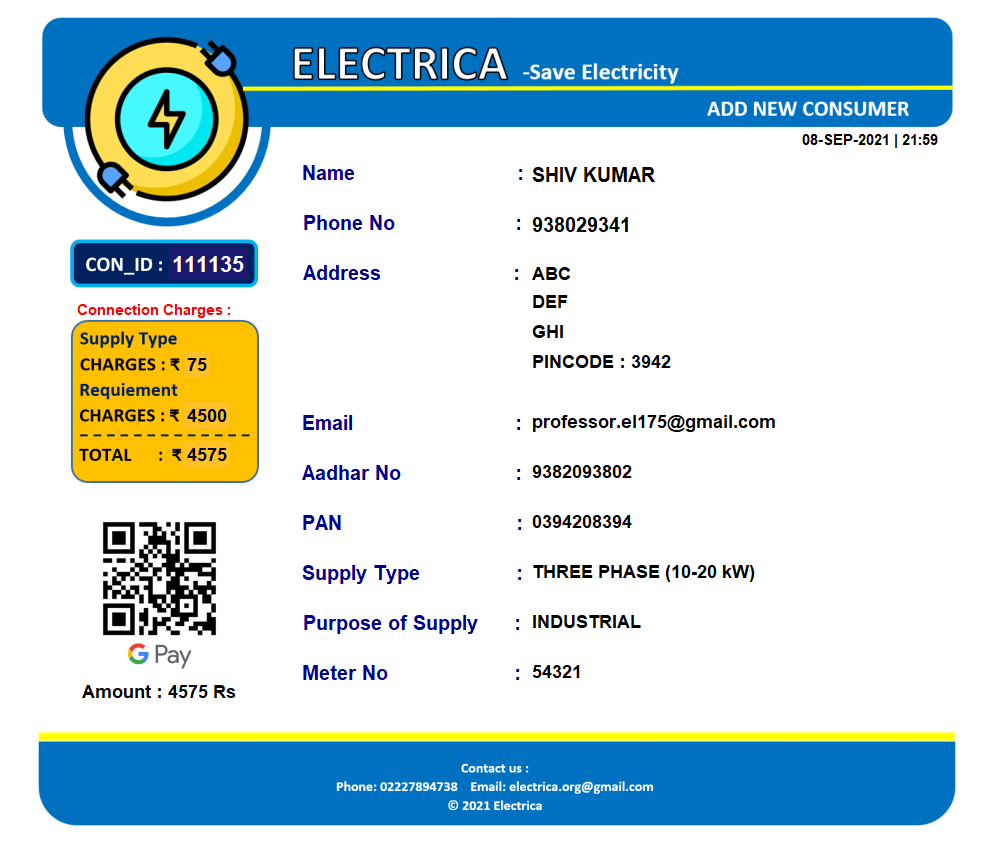 ELECTRICA -Save Electricity
ADD NEW CONSUMER
08-SEP-2021 | 21:59
CON_ID : 111135
Connection Charges :
Supply Type
CHARGES : ₹ 75
Requiement
CHARGES : ₹ 4500
TOTAL : ₹ 4575
G Pay
Amount : 4575 Rs
Name : SHIV KUMAR
Phone No : 938029341
Address : ABC
DEF
GHI
PINCODE : 3942
Email : professor.el175@gmail.com
Aadhar No : 9382093802
PAN : 0394208394
Supply Type : THREE PHASE (10-20 kW)
Purpose of Supply : INDUSTRIAL
Meter No : 54321
Contact us :
Phone: 02227894738 Email: electrica.org@gmail.com
© 2021 Electrica